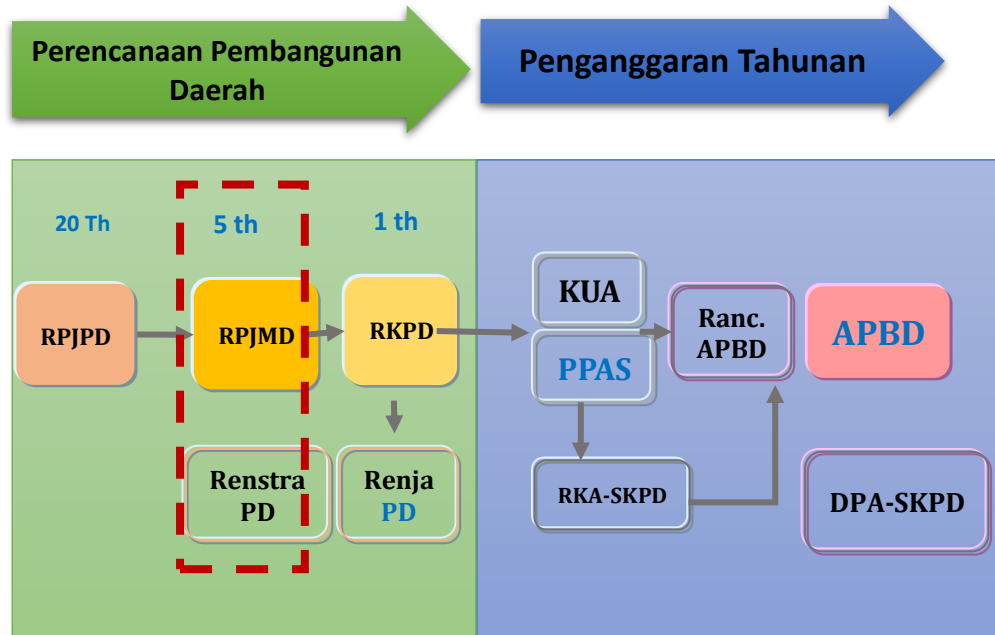 Perencanaan Pembangunan
Daerah
Penganggaran Tahunan
20 Th
5 th
1 th
RPJPD
RPJMD
RKPD
KUA
PPAS
Ranc.
APBD
APBD
Renstra
PD
Renja
PD
RKA-SKPD
DPA-SKPD